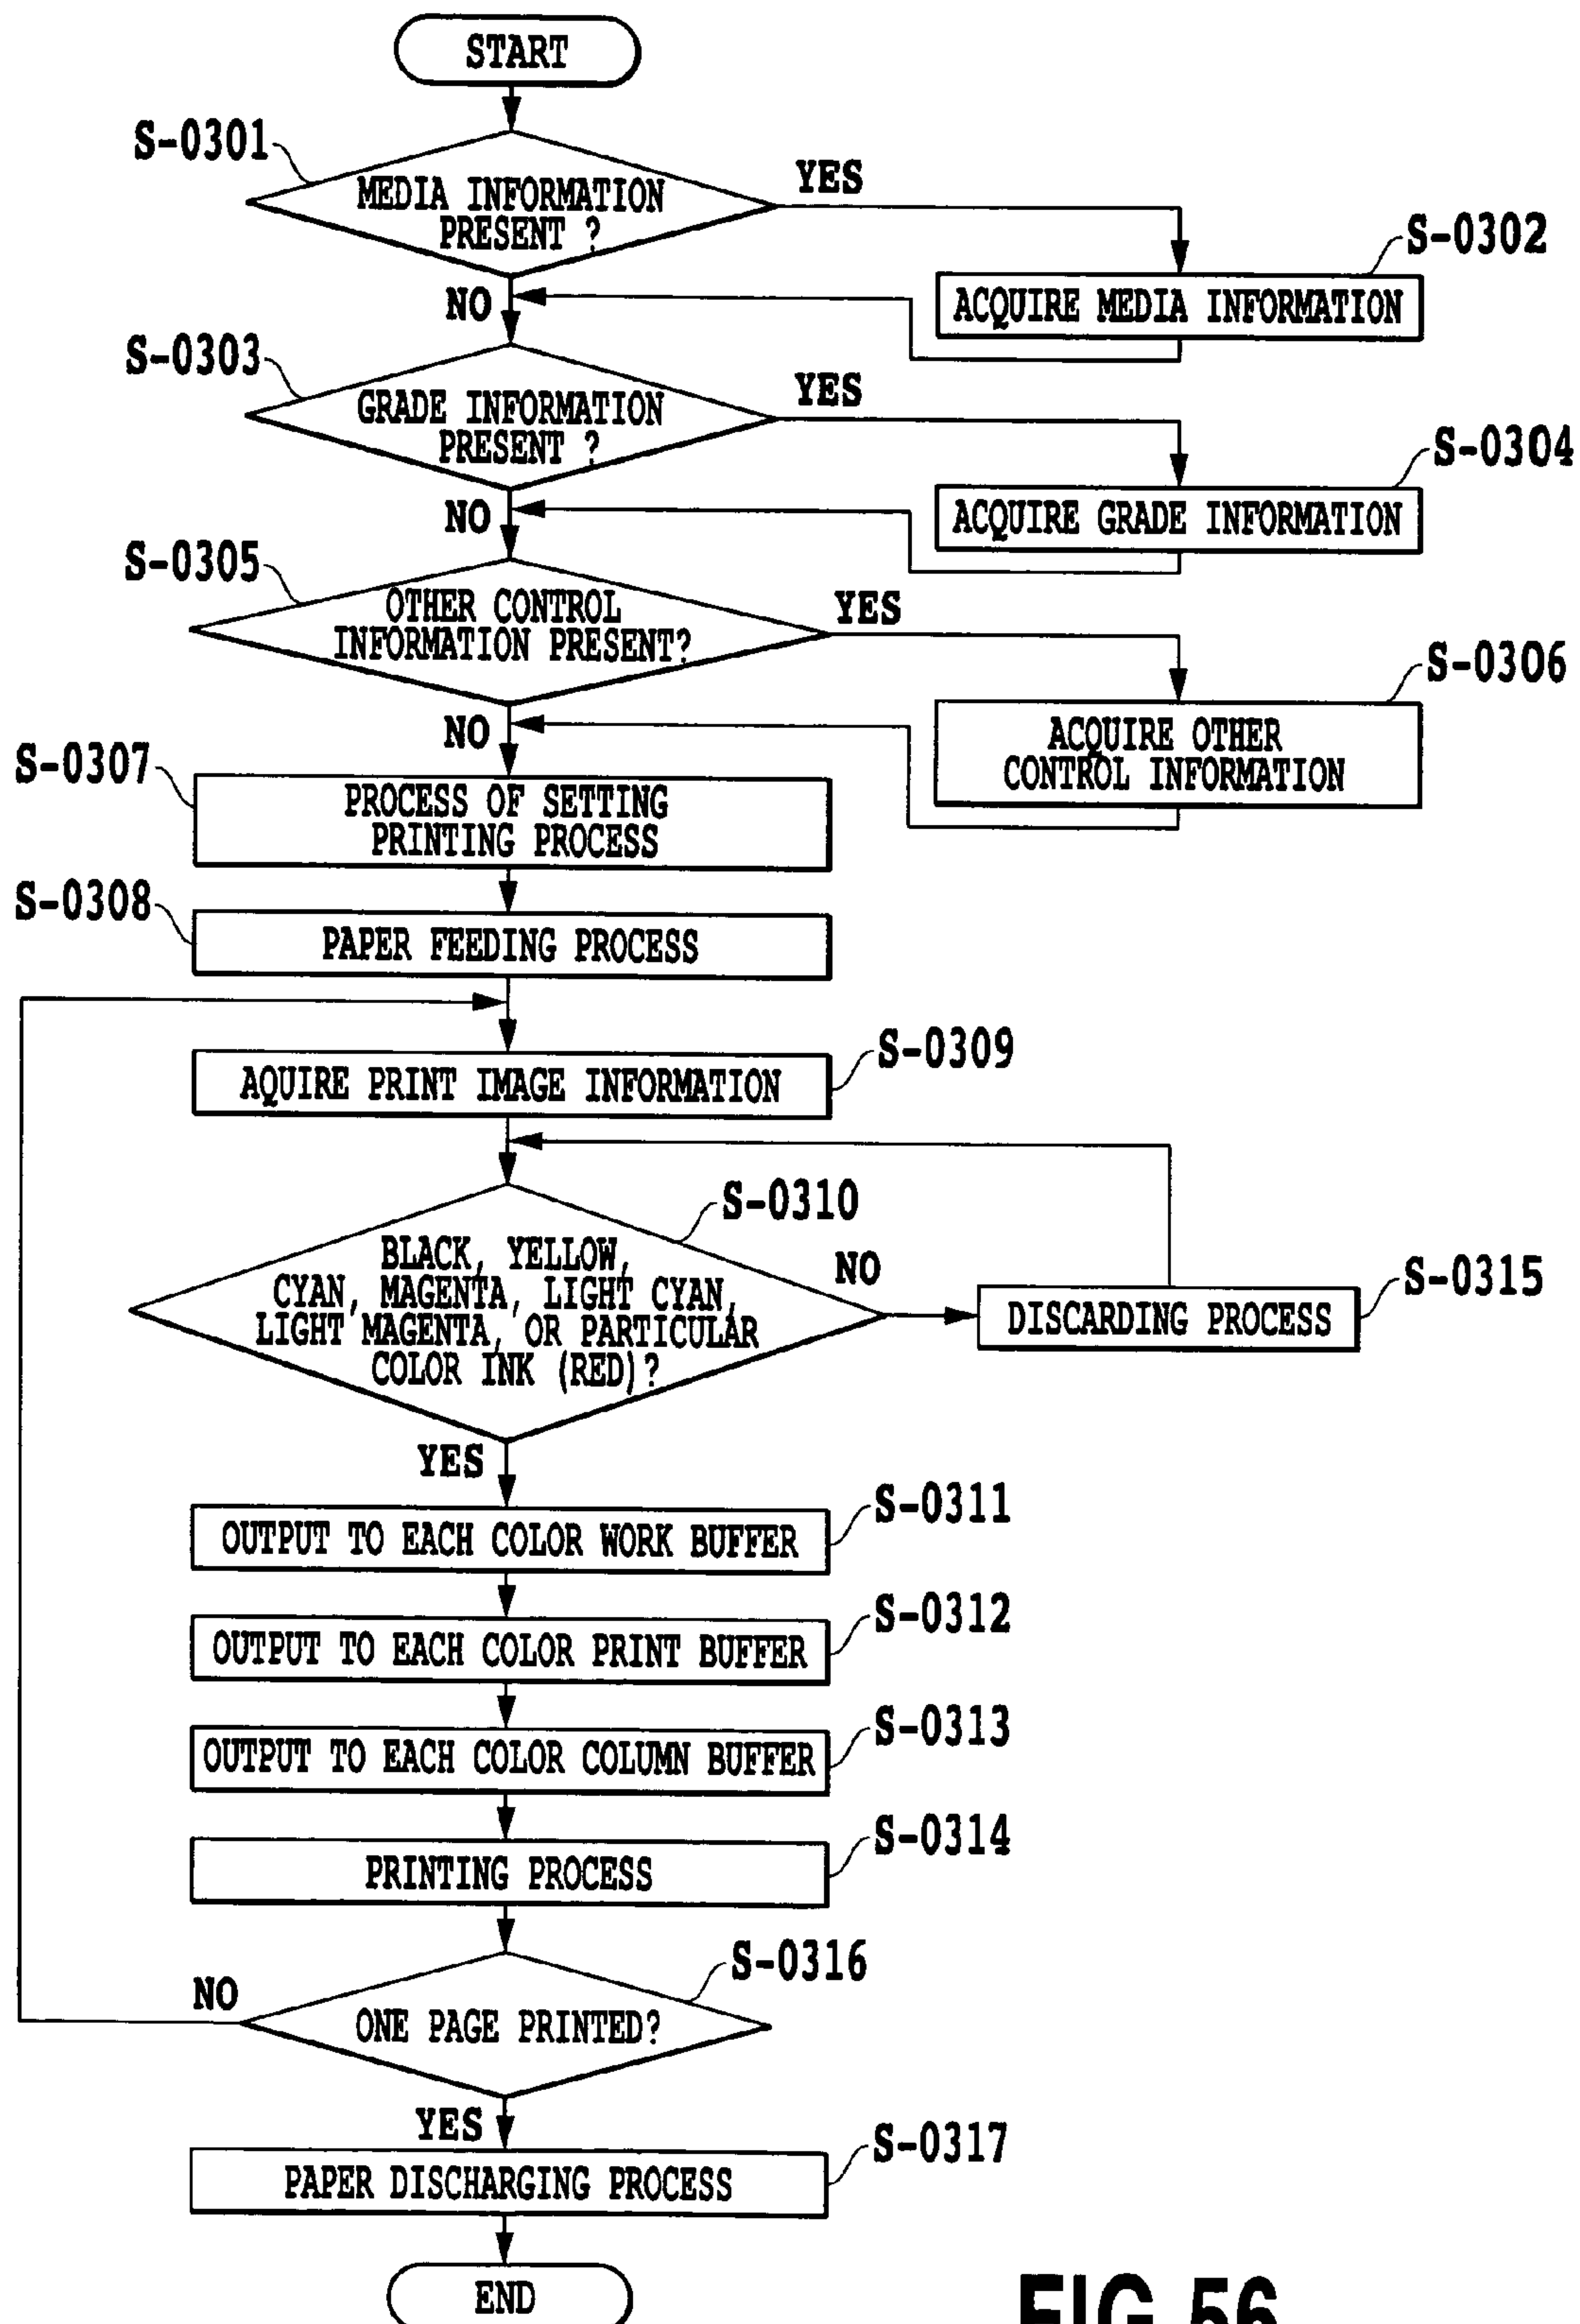 START
S-0301
MEDIA INFORMATION
PRESENT ?
YES
S-0302
ACQUIRE MEDIA INFORMATION
NO
S-0303
GRADE INFORMATION
PRESENT ?
YES
S-0304
ACQUIRE GRADE INFORMATION
NO
S-0305
OTHER CONTROL
INFORMATION PRESENT?
YES
S-0306
ACQUIRE OTHER
CONTROL INFORMATION
NO
S-0307
PROCESS OF SETTING
PRINTING PROCESS
S-0308
PAPER FEEDING PROCESS
S-0309
AQUIRE PRINT IMAGE INFORMATION
S-0310
BLACK, YELLOW,
CYAN, MAGENTA, LIGHT CYAN,
LIGHT MAGENTA, OR PARTICULAR
COLOR INK (RED)?
NO
S-0315
DISCARDING PROCESS
YES
S-0311
OUTPUT TO EACH COLOR WORK BUFFER
S-0312
OUTPUT TO EACH COLOR PRINT BUFFER
S-0313
OUTPUT TO EACH COLOR COLUMN BUFFER
S-0314
PRINTING PROCESS
S-0316
NO
ONE PAGE PRINTED?
YES
S-0317
PAPER DISCHARGING PROCESS
END
FIG.56